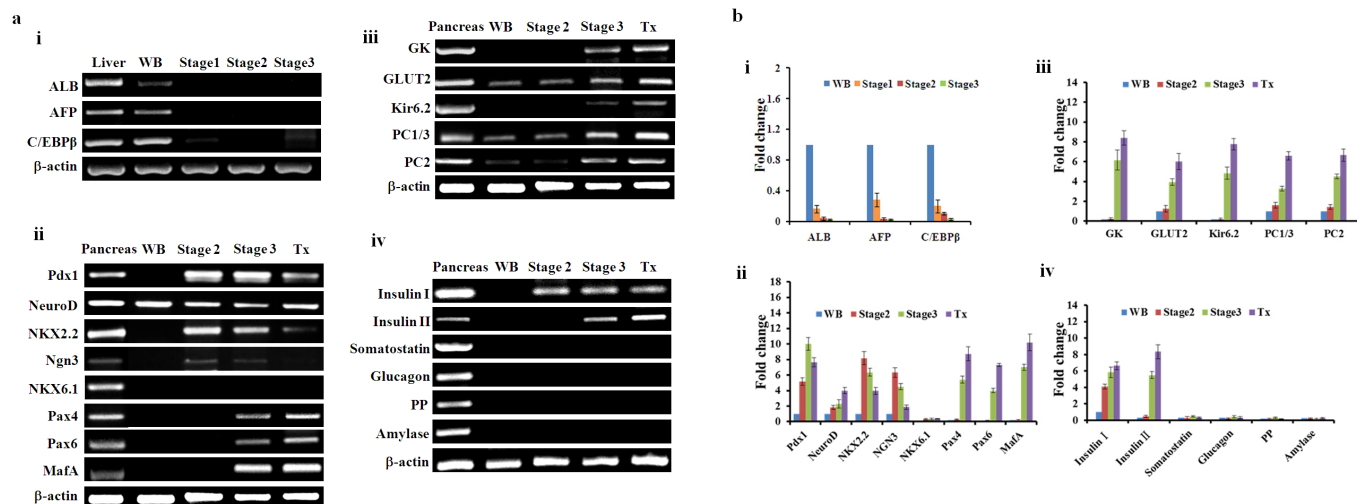 a
i
Liver WB Stage1 Stage2 Stage3
ALB
AFP
C/EBPβ
β-actin
ii
Pancreas WB Stage 2 Stage 3 Tx
Pdx1
NeuroD
NKX2.2
Ngn3
NKX6.1
Pax4
Pax6
MafA
β-actin
iii
Pancreas WB Stage 2 Stage 3 Tx
GK
GLUT2
Kir6.2
PC1/3
PC2
β-actin
iv
Pancreas WB Stage 2 Stage 3 Tx
Insulin I
Insulin II
Somatostatin
Glucagon
PP
Amylase
β-actin
b
i
WB Stage1 Stage2 Stage3
Fold change
2
1.6
1.2
0.8
0.4
0
ALB AFP C/EBPβ
ii
WB Stage2 Stage3 Tx
Fold change
18
16
14
12
10
8
6
4
2
0
Pdx1 NeuroD NKX2.2 NGN3 NKX6.1 Pax4 Pax6 MafA
iii
WB Stage2 Stage3 Tx
Fold change
14
12
10
8
6
4
2
0
GK GLUT2 Kir6.2 PC1/3 PC2
iv
WB Stage2 Stage3 Tx
Fold change
14
12
10
8
6
4
2
0
Insulin I Insulin II Somatostatin Glucagon PP Amylase